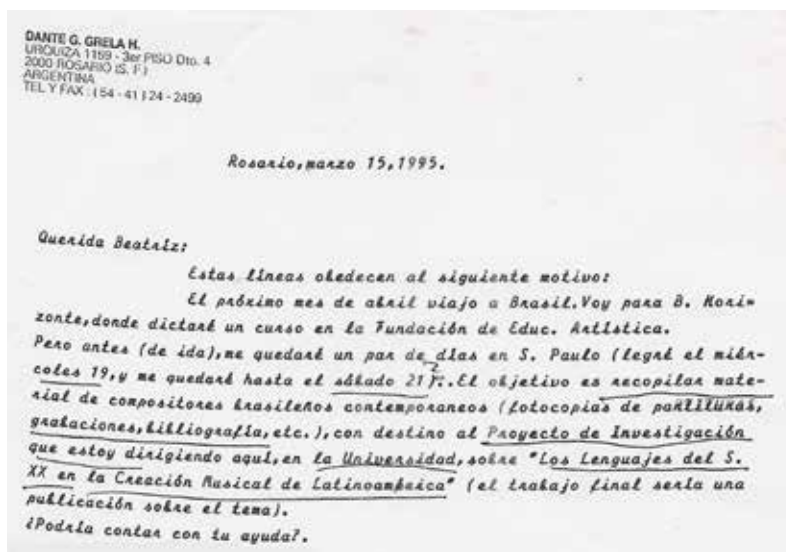 DANTE G. GRELA H.
URQUIZA 1159 - 3er PISO Dto. 4
2000 ROSARIO (S. F.)
ARGENTINA
TEL Y FAX : (54 - 41) 24 - 2499
Rosario,marzo 15,1995.
Querida Beatriz:
Estas líneas obedecen al siguiente motivo:
El próximo mes de abril viajo a Brasil.Voy para B. Hori-
zonte,donde dictaré un curso en la Fundación de Educ. Artística.
Pero antes (de ida),me quedaré un par de días en S. Paulo (legré el miér-
coles 19,y me quedaré hasta el sábado 21)..El objetivo es recopilar mate-
rial de compositores brasileños contemporaneos (fotocopias de partituras,
grabaciones,bibliografía,etc.),con destino al Proyecto de Investigación
que estoy dirigiendo aquí,en la Universidad,sobre "Los Lenguajes del S.
XX en la Creación Musical de Latinoamérica" (el trabajo final sería una
publicación sobre el tema).
¿Podría contar con tu ayuda?.